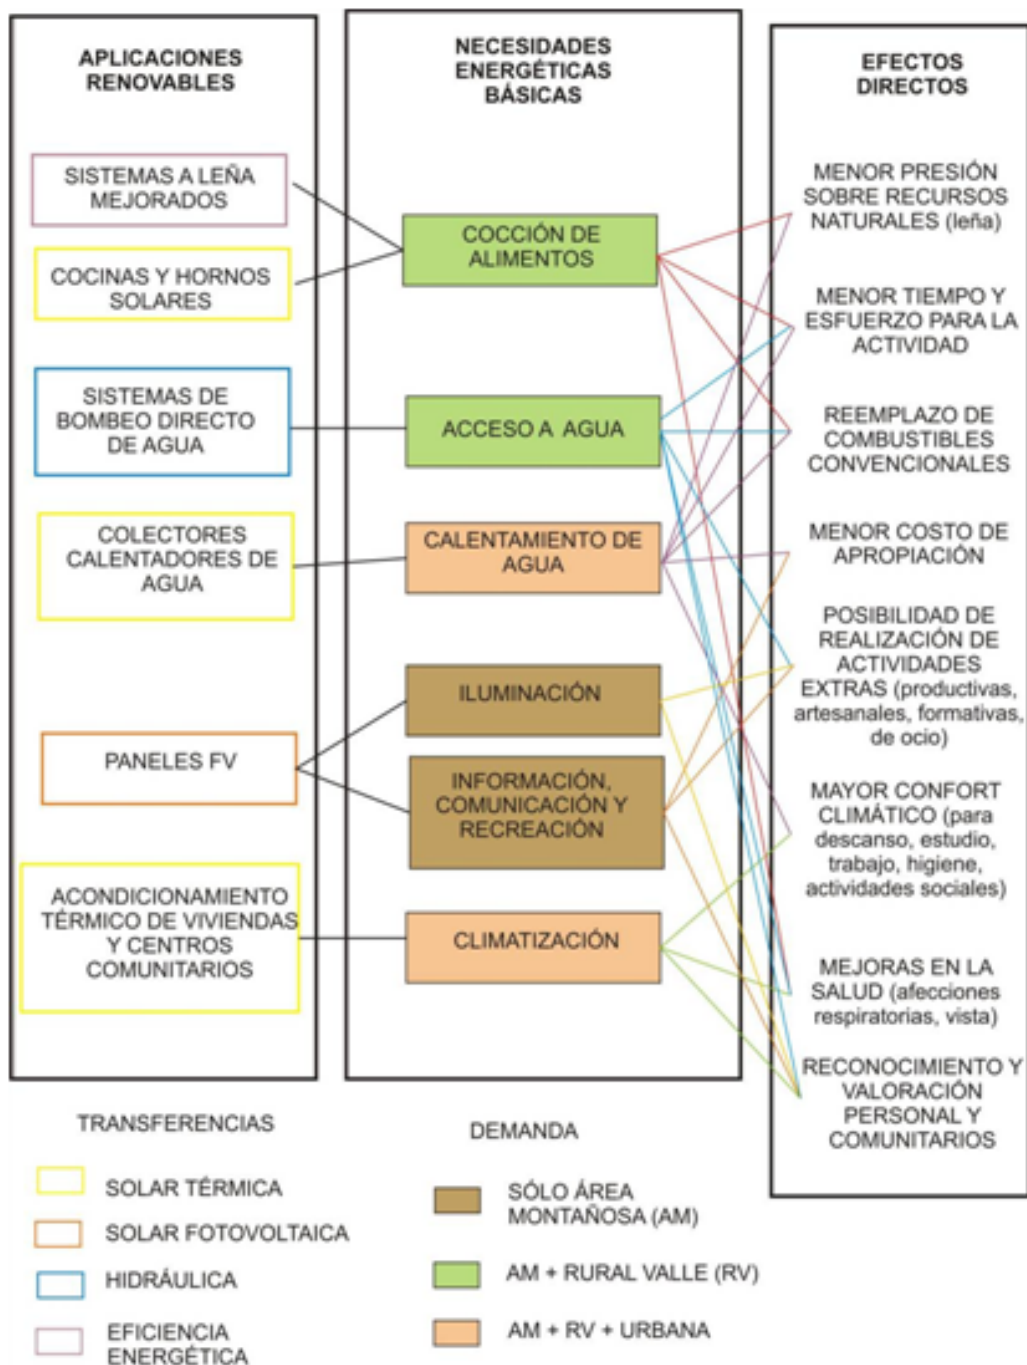 APLICACIONES
RENOVABLES
SISTEMAS A LEÑA
MEJORADOS
COCINAS Y HORNOS
SOLARES
SISTEMAS DE
BOMBEO DIRECTO
DE AGUA
COLECTORES
CALENTADORES DE
AGUA
PANELES FV
ACONDICIONAMIENTO
TÉRMICO DE VIVIENDAS
Y CENTROS
COMUNITARIOS
NECESIDADES
ENERGÉTICAS
BÁSICAS
COCCIÓN DE
ALIMENTOS
ACCESO A AGUA
CALENTAMIENTO DE
AGUA
ILUMINACIÓN
INFORMACIÓN,
COMUNICACIÓN Y
RECREACIÓN
CLIMATIZACIÓN
EFECTOS
DIRECTOS
MENOR PRESIÓN
SOBRE RECURSOS
NATURALES (leña)
MENOR TIEMPO Y
ESFUERZO PARA LA
ACTIVIDAD
REEMPLAZO DE
COMBUSTIBLES
CONVENCIONALES
MENOR COSTO DE
APROPIACIÓN
POSIBILIDAD DE
REALIZACIÓN DE
ACTIVIDADES
EXTRAS (productivas,
artesanales, formativas,
de ocio)
MAYOR CONFORT
CLIMÁTICO (para
descanso, estudio,
trabajo, higiene,
actividades sociales)
MEJORAS EN LA
SALUD (afecciones
respiratorias, vista)
RECONOCIMIENTO Y
VALORACIÓN
PERSONAL Y
COMUNITARIOS
TRANSFERENCIAS
SOLAR TÉRMICA
SOLAR FOTOVOLTAICA
HIDRÁULICA
EFICIENCIA
ENERGÉTICA
DEMANDA
SÓLO ÁREA
MONTAÑOSA (AM)
AM + RURAL VALLE (RV)
AM + RV + URBANA